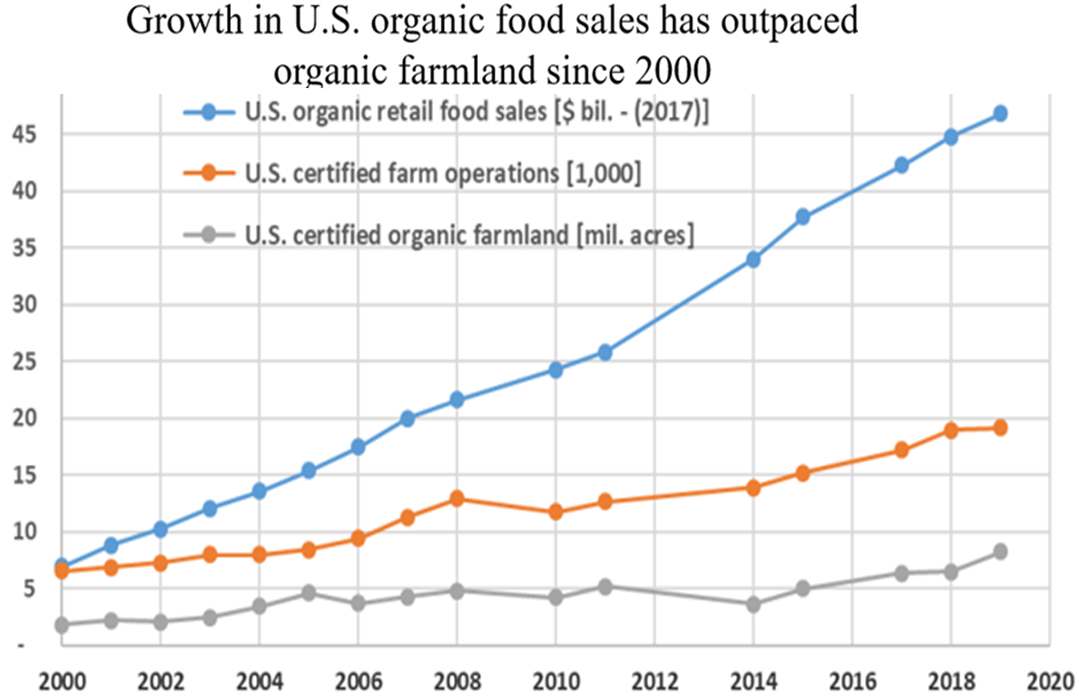 Growth in U.S. organic food sales has outpaced
organic farmland since 2000
U.S. organic retail food sales [$ bil. - (2017)]
U.S. certified farm operations [1,000]
U.S. certified organic farmland [mil. acres]
45
40
35
30
25
20
15
10
5
-
2000 2002 2004 2006 2008 2010 2012 2014 2016 2018 2020